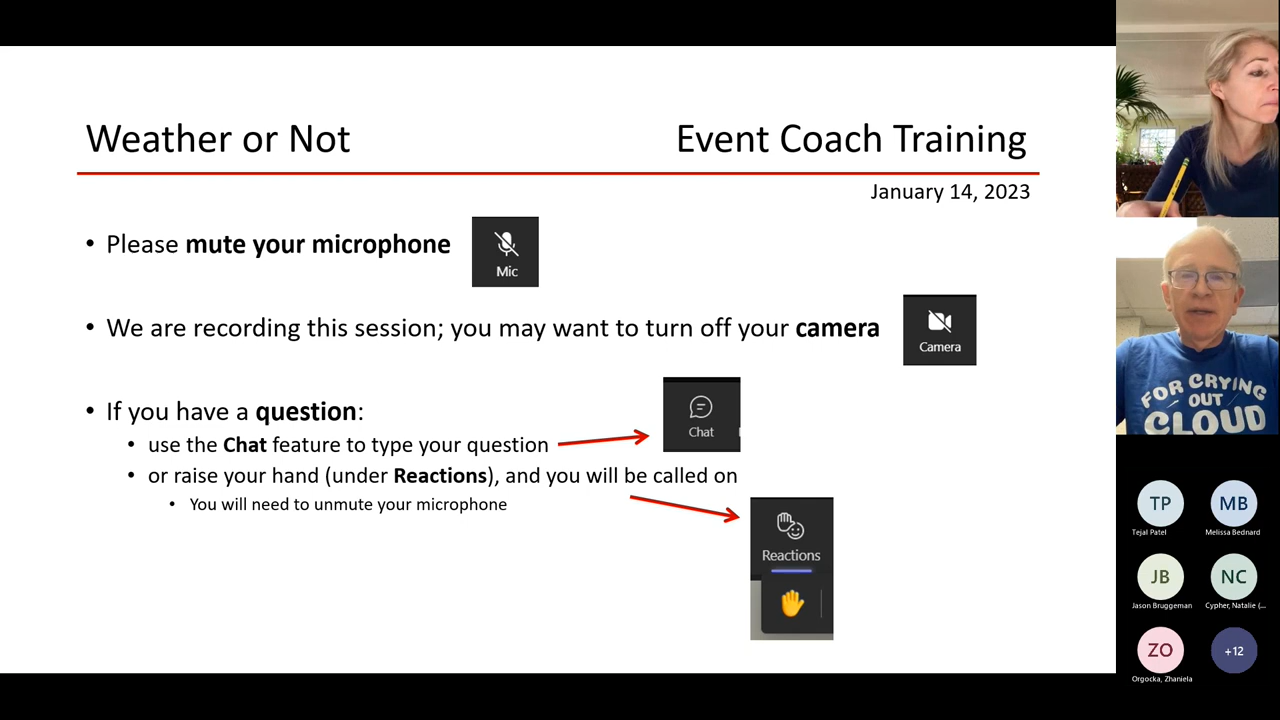 Weather or Not
Event Coach Training
January 14, 2023
• Please mute your microphone
Mic
• We are recording this session; you may want to turn off your camera
Camera
• If you have a question:
• use the Chat feature to type your question
Chat
• or raise your hand (under Reactions), and you will be called on
• You will need to unmute your microphone
Reactions
FOR CRYING
OUT
CLOUD
TP
MB
Tejal Patel
Melissa Bednard
JB
NC
Jason Bruggeman
Cypher, Natalie (...
ZO
+12
Orgocka, Zhaniela